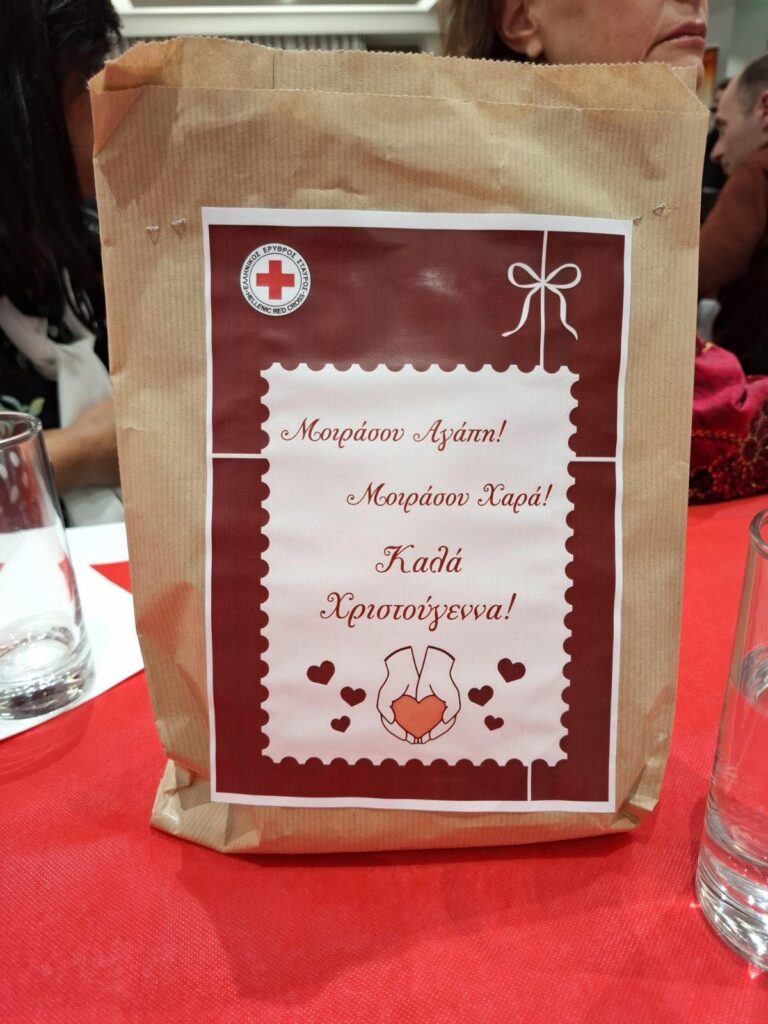 ΕΛΛΗΝΙΚΟΣ ΕΡΥΘΡΟΣ ΣΤΑΥΡΟΣ
HELLENIC RED CROSS
Μοιράσου Αγάπη!
Μοιράσου Χαρά!
Καλά
Χριστούγεννα!